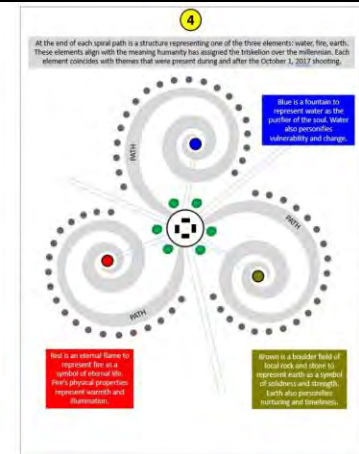 4
At the end of each spiral path is a structure representing one of the three elements: water, fire, earth.
These elements align with the meaning humanity has assigned the triskelion over the millennian. Each
element coincides with themes that were present during and after the October 1, 2017 shooting.
Blue is a fountain to
represent water as the
purifier of the soul. Water
also personifies
vulnerability and change.
PATH
PATH
PATH
Red is an eternal flame to
represent fire as a
symbol of eternal life.
Fire's physical properties
represent warmth and
illumination.
Brown is a boulder field of
local rock and stone to
represent earth as a symbol
of solidness and strength.
Earth also personifies
nurturing and timeliness.